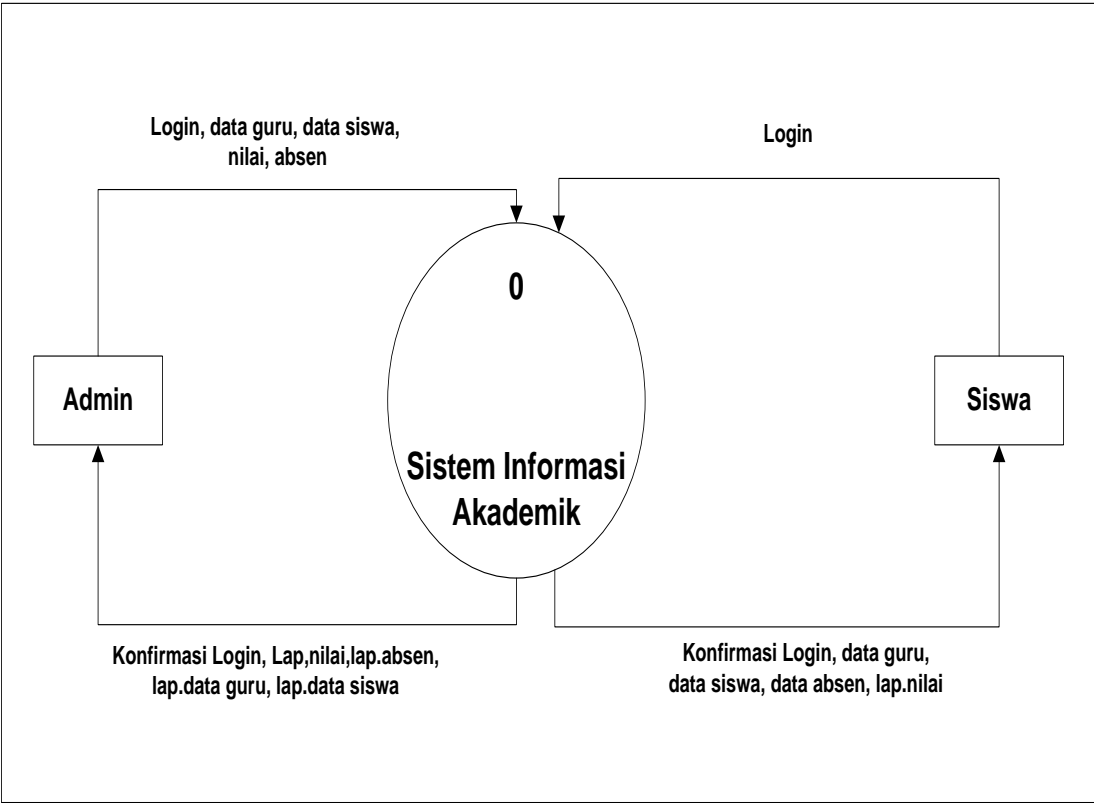 Login, data guru, data siswa,
nilai, absen
Login
0
Admin
Siswa
Sistem Informasi
Akademik
Konfirmasi Login, Lap,nilai,lap.absen,
lap.data guru, lap.data siswa
Konfirmasi Login, data guru,
data siswa, data absen, lap.nilai